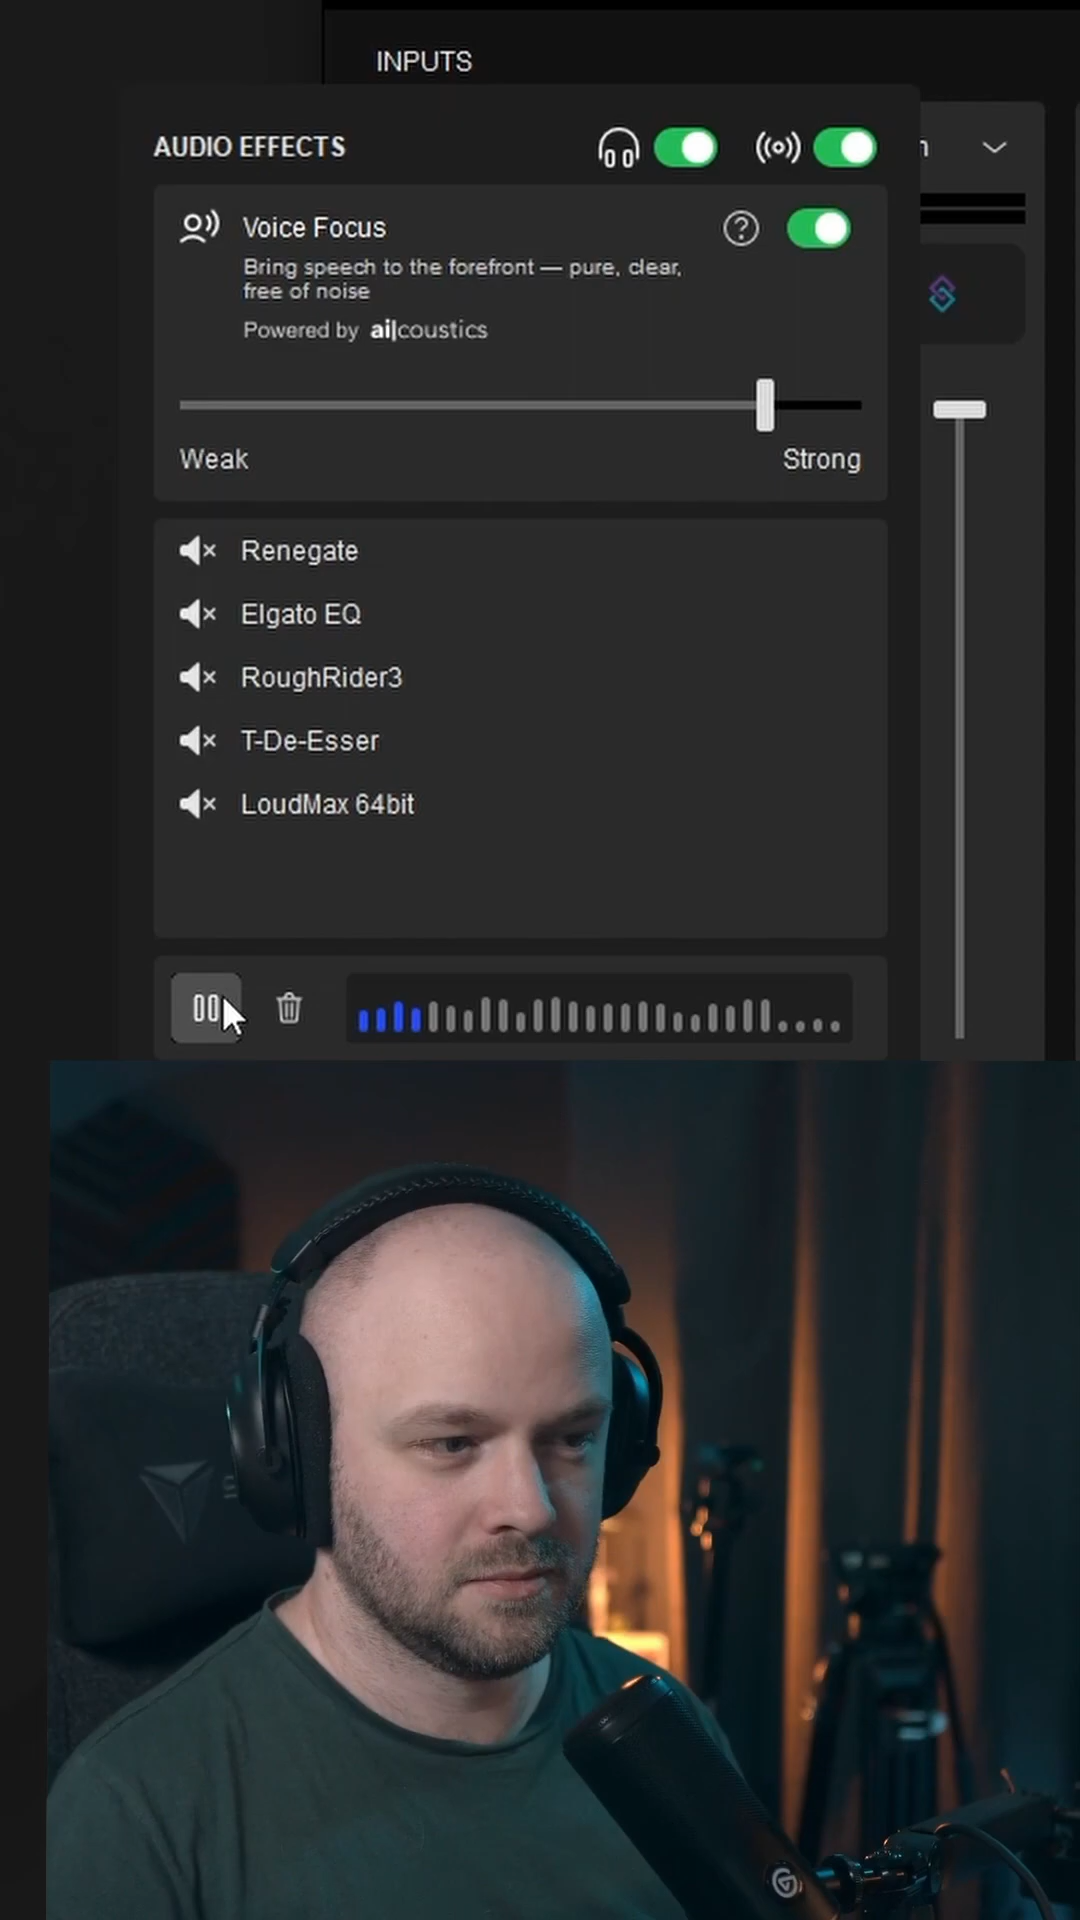 INPUTS
AUDIO EFFECTS
Voice Focus
Bring speech to the forefront — pure, clear,
free of noise
Powered by ai|coustics
Weak
Strong
Renegate
Elgato EQ
RoughRider3
T-De-Esser
LoudMax 64bit